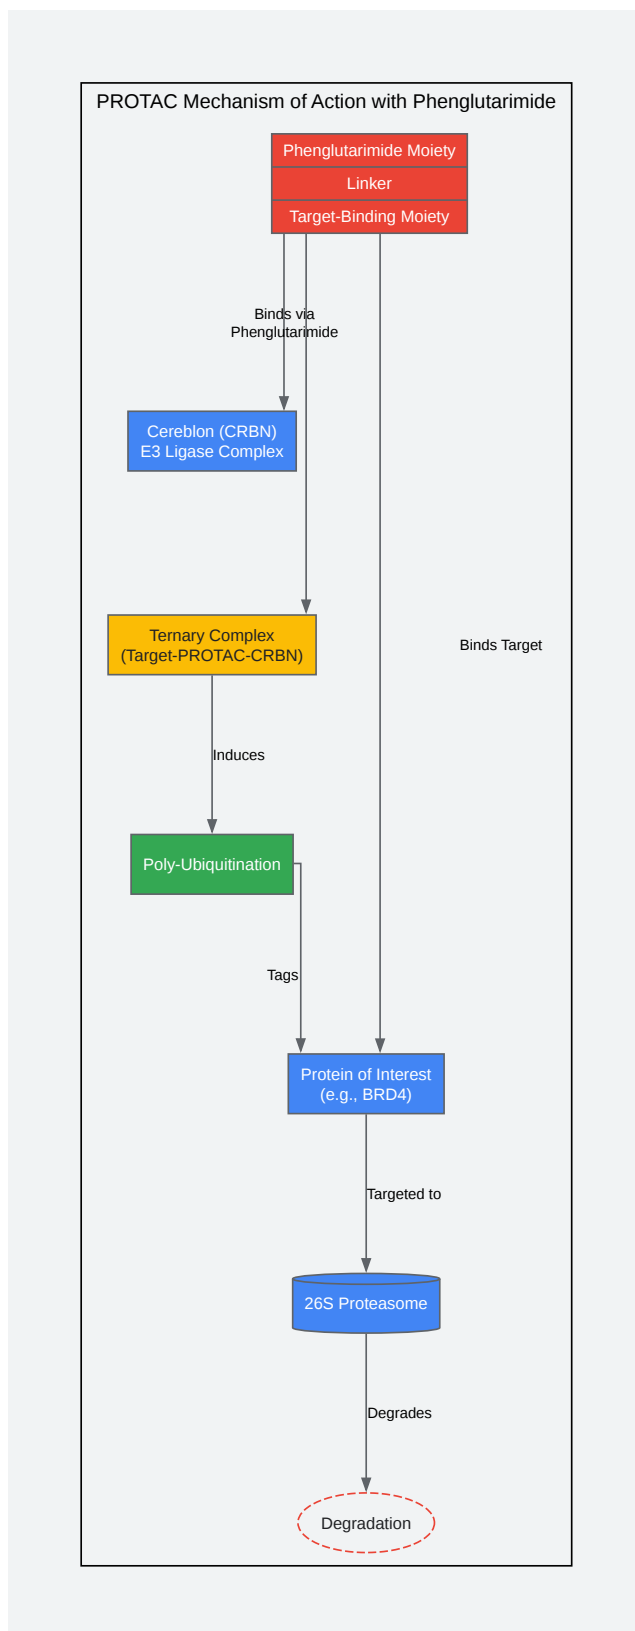 PROTAC Mechanism of Action with Phenglutarimide
Phenglutarimide Moiety
Linker
Target-Binding Moiety
Binds via
Phenglutarimide
Cereblon (CRBN)
E3 Ligase Complex
Ternary Complex
(Target-PROTAC-CRBN)
Binds Target
Induces
Poly-Ubiquitination
Tags
Protein of Interest
(e.g., BRD4)
Targeted to
26S Proteasome
Degrades
Degradation